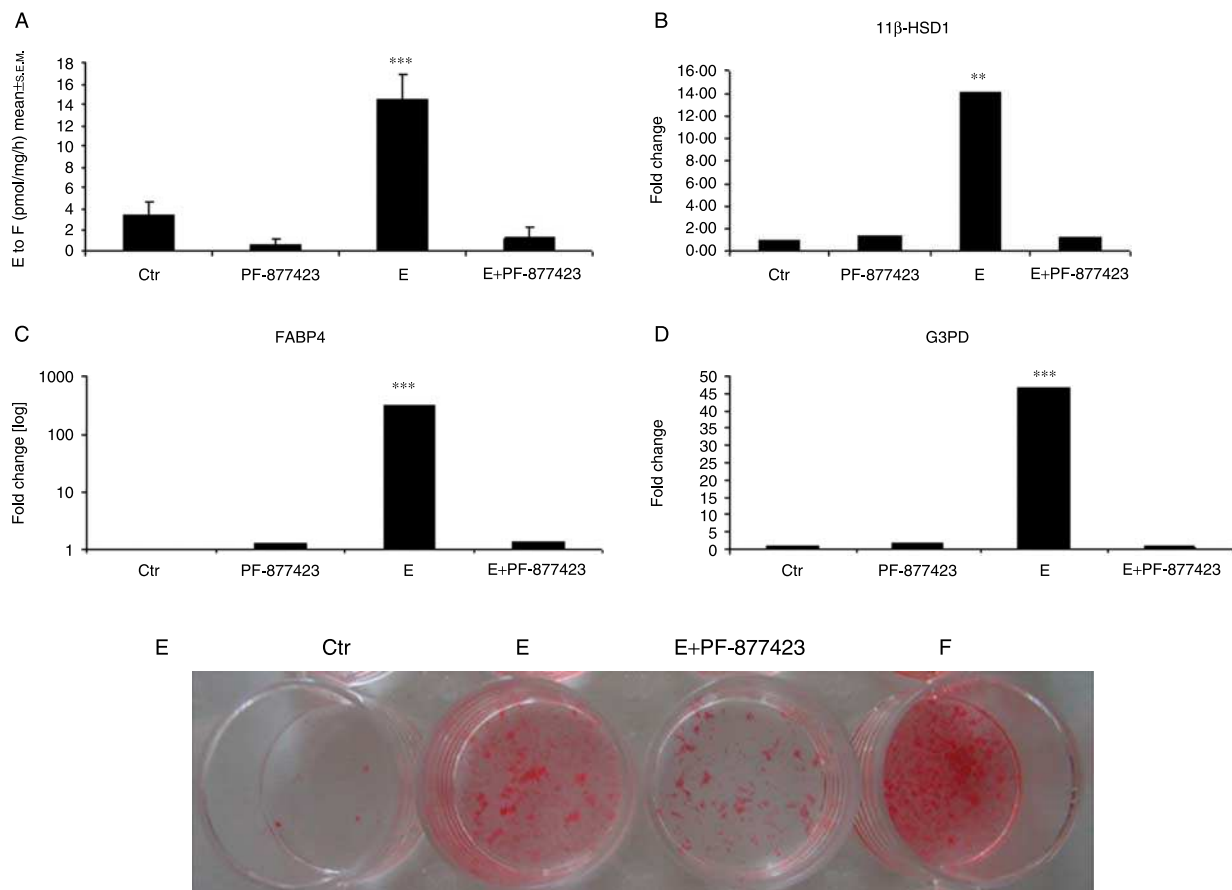 A
E to F (pmol/mg/h) mean±S.E.M.
18
16
14
12
10
8
6
4
2
0
***
Ctr
PF-877423
E
E+PF-877423
B
11β-HSD1
Fold change
16·00
14·00
12·00
10·00
8·00
6·00
4·00
2·00
0·00
**
Ctr
PF-877423
E
E+PF-877423
C
FABP4
Fold change [log]
1000
100
10
1
***
Ctr
PF-877423
E
E+PF-877423
D
G3PD
Fold change
50
45
40
35
30
25
20
15
10
5
0
***
Ctr
PF-877423
E
E+PF-877423
E
Ctr
E
E+PF-877423
F